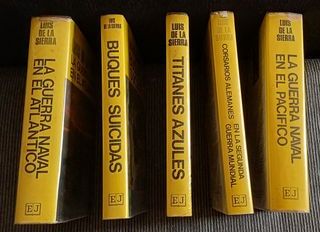 LUIS
DE LA
SIERRA
LA GUERRA NAVAL
EN EL ATLÁNTICO
EJ
LUIS
DE LA SIERRA
BUQUES SUICIDAS
EJ
LUIS
DE LA
SIERRA
TITANES AZULES
EJ
LUIS
DE LA SIERRA
CORSARIOS ALEMANES
EN LA SEGUNDA
GUERRA MUNDIAL
EJ
LUIS
DE LA
SIERRA
LA GUERRA NAVAL
EN EL PACIFICO
EJ